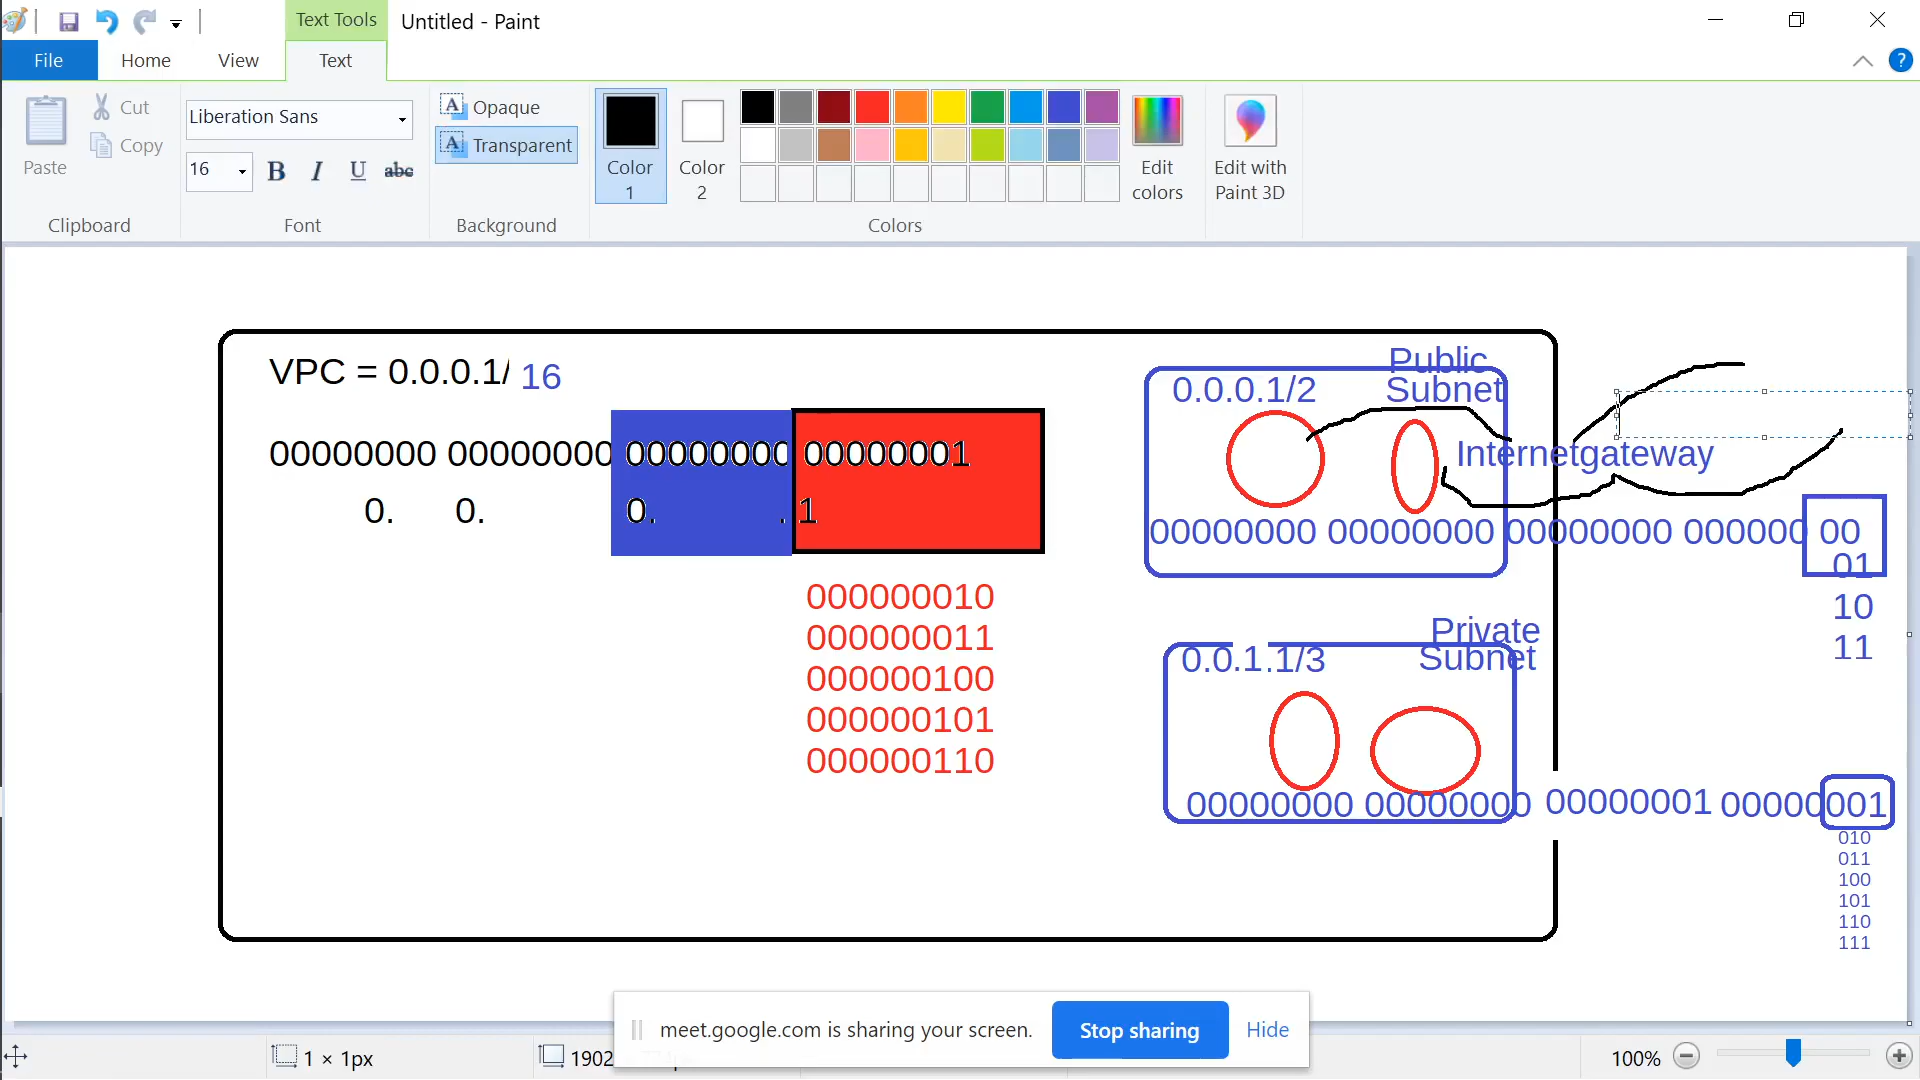 Text Tools
Untitled - Paint
File
Home
View
Text
Paste
Cut
Copy
Clipboard
Liberation Sans
16
B I U abc
Font
A Opaque
A Transparent
Background
Color 1
Color 2
Colors
Edit colors
Edit with Paint 3D
VPC = 0.0.0.1/ 16
00000000 00000000 00000000 00000001
0. 0. 0. . 1
000000010
000000011
000000100
000000101
000000110
Public
0.0.0.1/2 Subnet
Internetgateway
00000000 00000000 00000000 000000 00
01
10
11
Private
0.0.1.1/3 Subnet
00000000 00000000 00000001 00000001
010
011
100
101
110
111
meet.google.com is sharing your screen.
Stop sharing
Hide
1 × 1px
1902
100%